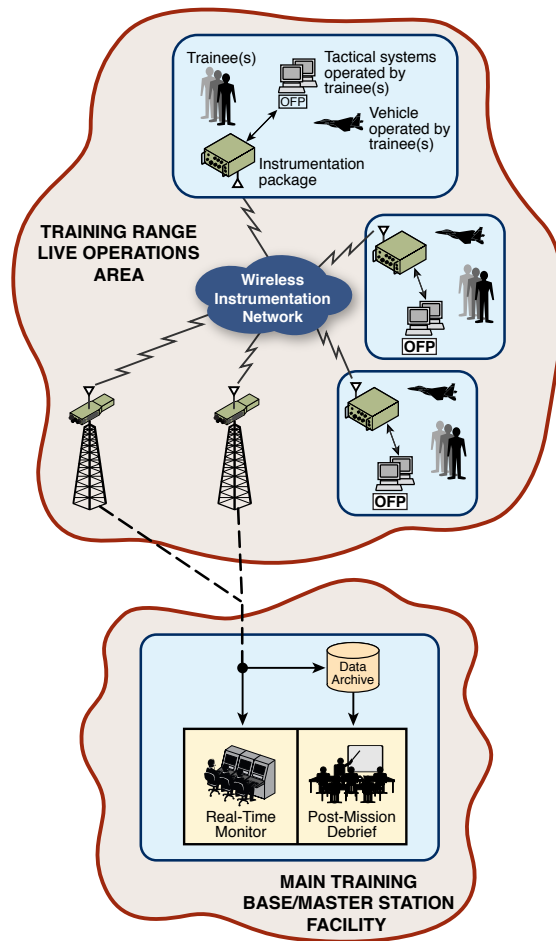 Trainee(s)
Tactical systems
operated by
trainee(s)
OFP
Vehicle
operated by
trainee(s)
Instrumentation
package
TRAINING RANGE
LIVE OPERATIONS
AREA
Wireless
Instrumentation
Network
OFP
OFP
Data
Archive
Real-Time
Monitor
Post-Mission
Debrief
MAIN TRAINING
BASE/MASTER STATION
FACILITY